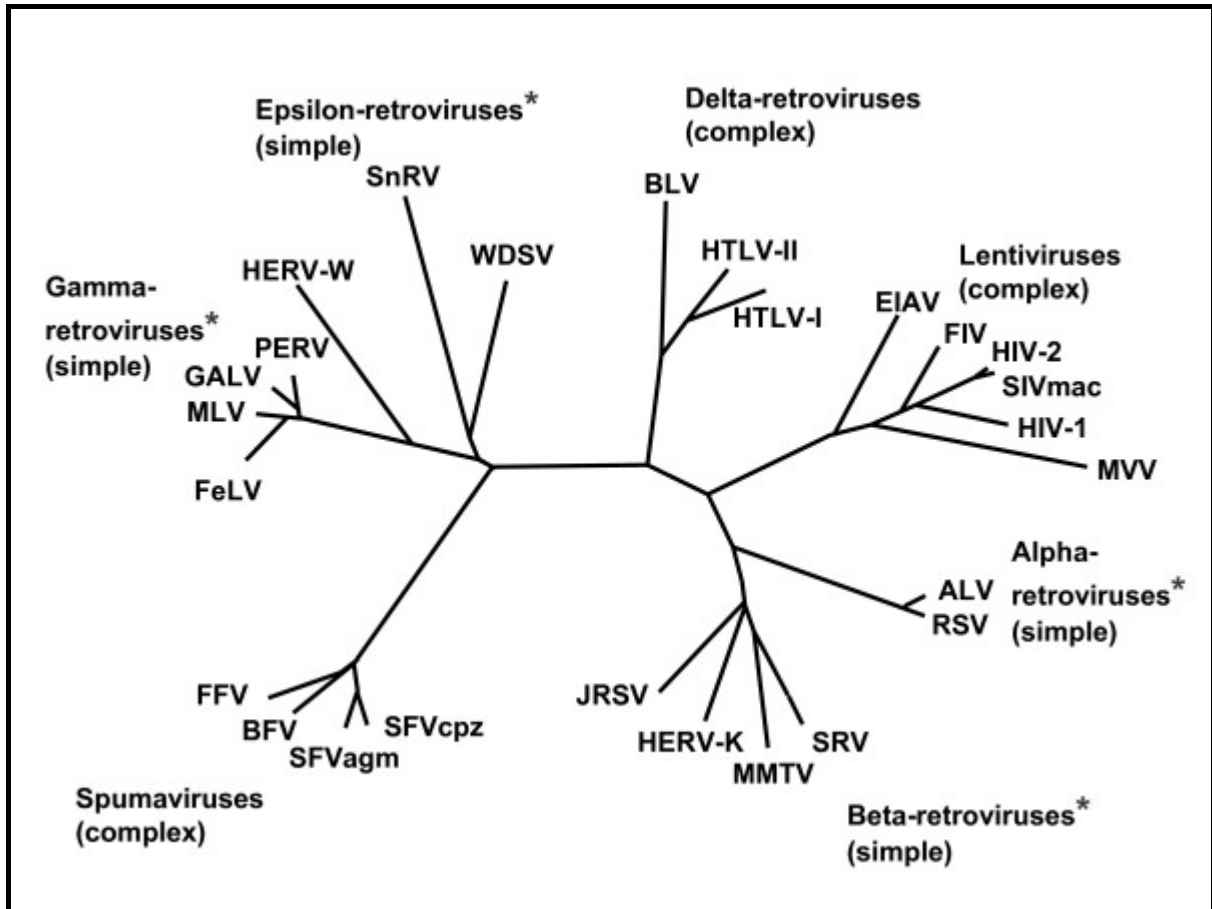 Epsilon-retroviruses*
(simple)
SnRV
WDSV
Delta-retroviruses
(complex)
BLV
HTLV-II
HTLV-I
Lentiviruses
(complex)
EIAV
FIV
HIV-2
SIVmac
HIV-1
MVV
Gamma-
retroviruses*
(simple)
HERV-W
PERV
GALV
MLV
FeLV
Alpha-
retroviruses*
(simple)
ALV
RSV
JRSV
HERV-K
MMTV
SRV
Beta-retroviruses*
(simple)
FFV
BFV
SFVagm
SFVcpz
Spumaviruses
(complex)